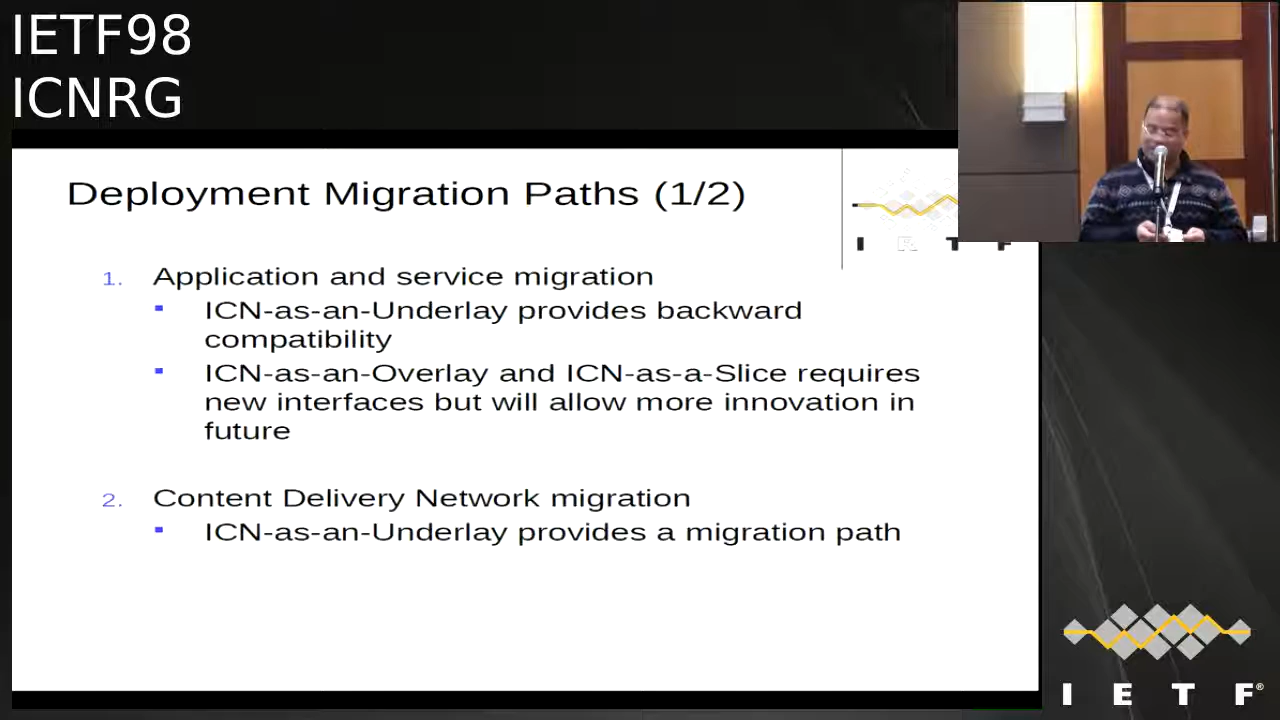 IETF98
ICNRG
Deployment Migration Paths (1/2)
I E T F
1. Application and service migration
ICN-as-an-Underlay provides backward
compatibility
ICN-as-an-Overlay and ICN-as-a-Slice requires
new interfaces but will allow more innovation in
future
2. Content Delivery Network migration
ICN-as-an-Underlay provides a migration path
I E T F®